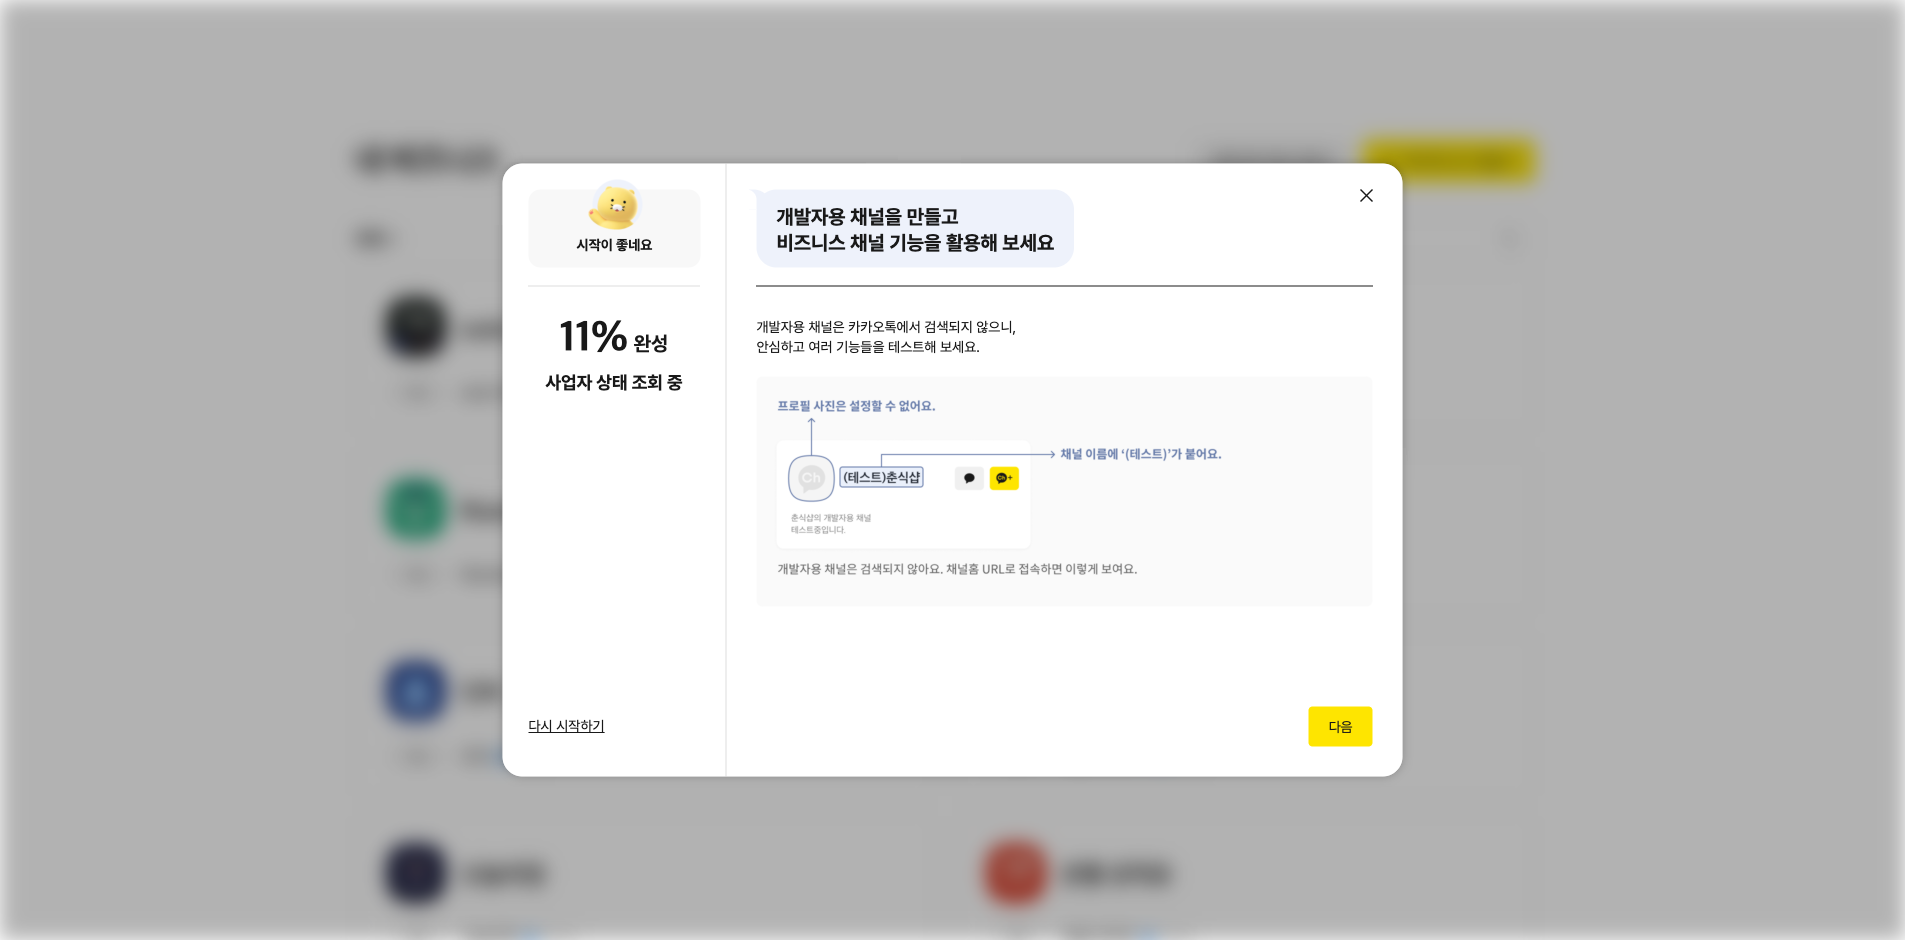 시작이 좋네요
11% 완성
사업자 상태 조회 중
다시 시작하기
개발자용 채널을 만들고
비즈니스 채널 기능을 활용해 보세요
개발자용 채널은 카카오톡에서 검색되지 않으니,
안심하고 여러 기능들을 테스트해 보세요.
프로필 사진은 설정할 수 없어요.
채널 이름에 ‘(테스트)’가 붙어요.
Ch
(테스트)춘식샵
Ch+
춘식샵의 개발자용 채널
테스트중입니다.
개발자용 채널은 검색되지 않아요. 채널홈 URL로 접속하면 이렇게 보여요.
다음